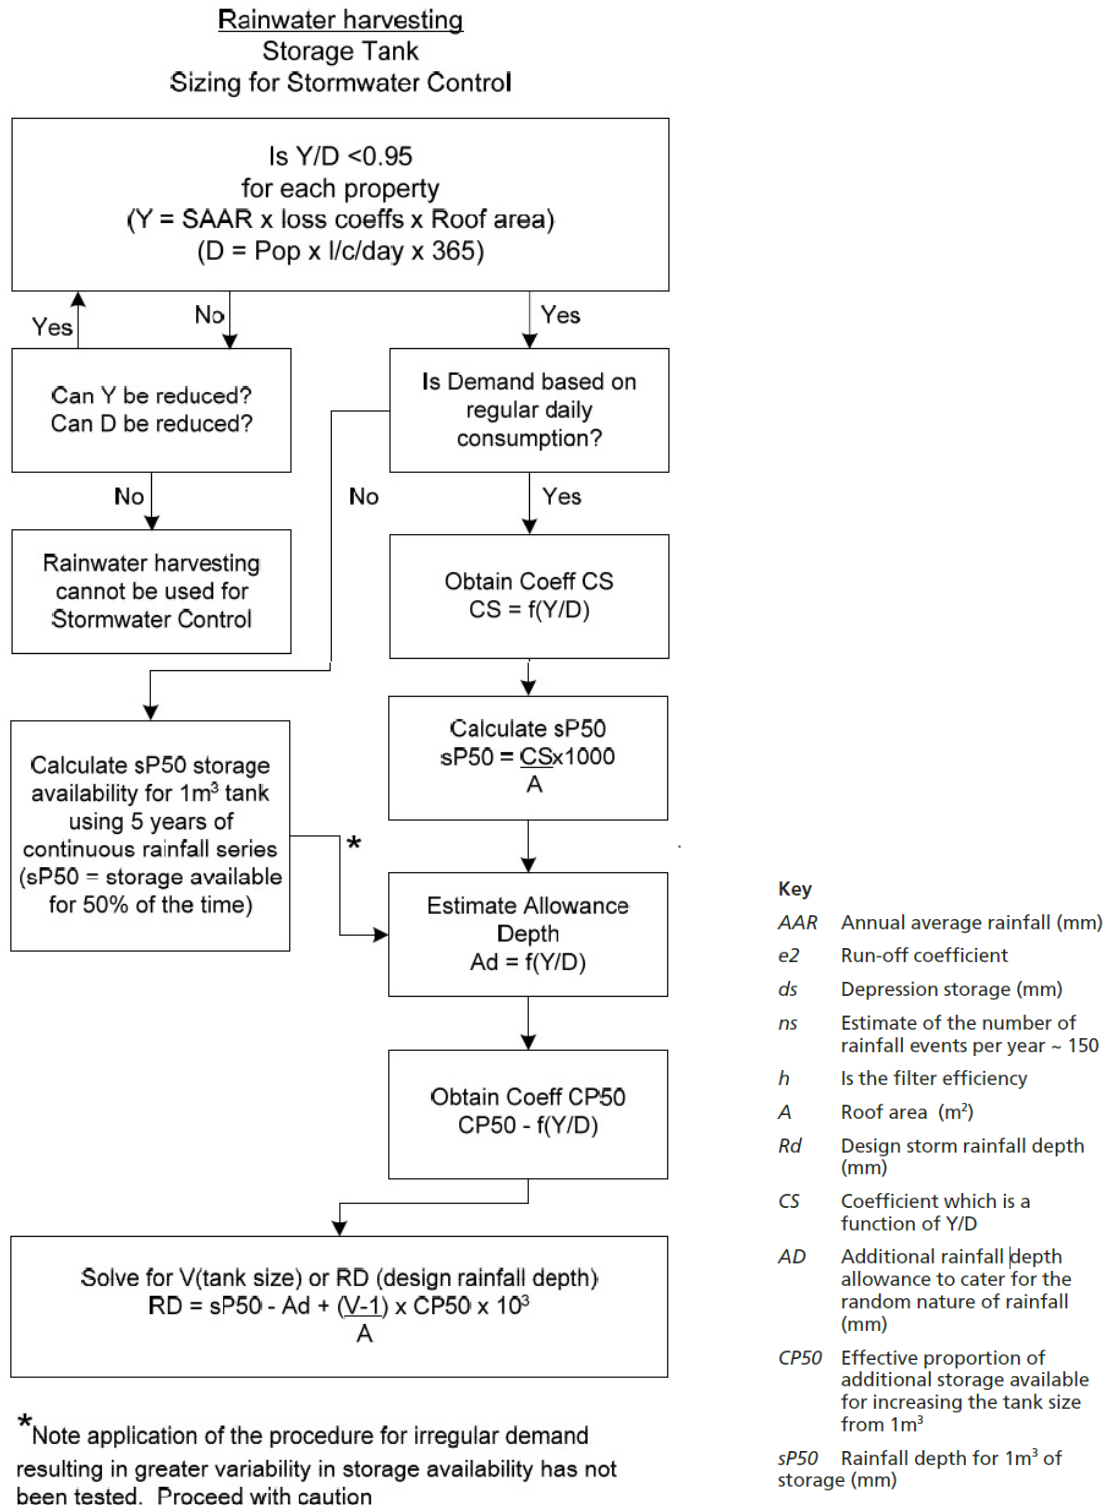 Rainwater harvesting
Storage Tank
Sizing for Stormwater Control
Is Y/D <0.95
for each property
(Y = SAAR x loss coeffs x Roof area)
(D = Pop x l/c/day x 365)
Yes
No
Yes
Can Y be reduced?
Can D be reduced?
Is Demand based on
regular daily
consumption?
No
No
Yes
Rainwater harvesting
cannot be used for
Stormwater Control
Obtain Coeff CS
CS = f(Y/D)
Calculate sP50
sP50 = CSx1000
A
Calculate sP50 storage
availability for 1m³ tank
using 5 years of
continuous rainfall series
(sP50 = storage available
for 50% of the time)
*
Estimate Allowance
Depth
Ad = f(Y/D)
Obtain Coeff CP50
CP50 - f(Y/D)
Solve for V(tank size) or RD (design rainfall depth)
RD = sP50 - Ad + (V-1) x CP50 x 10³
A
*Note application of the procedure for irregular demand
resulting in greater variability in storage availability has not
been tested. Proceed with caution
Key
AAR Annual average rainfall (mm)
e2 Run-off coefficient
ds Depression storage (mm)
ns Estimate of the number of
rainfall events per year ~ 150
h Is the filter efficiency
A Roof area (m²)
Rd Design storm rainfall depth
(mm)
CS Coefficient which is a
function of Y/D
AD Additional rainfall depth
allowance to cater for the
random nature of rainfall
(mm)
CP50 Effective proportion of
additional storage available
for increasing the tank size
from 1m³
sP50 Rainfall depth for 1m³ of
storage (mm)